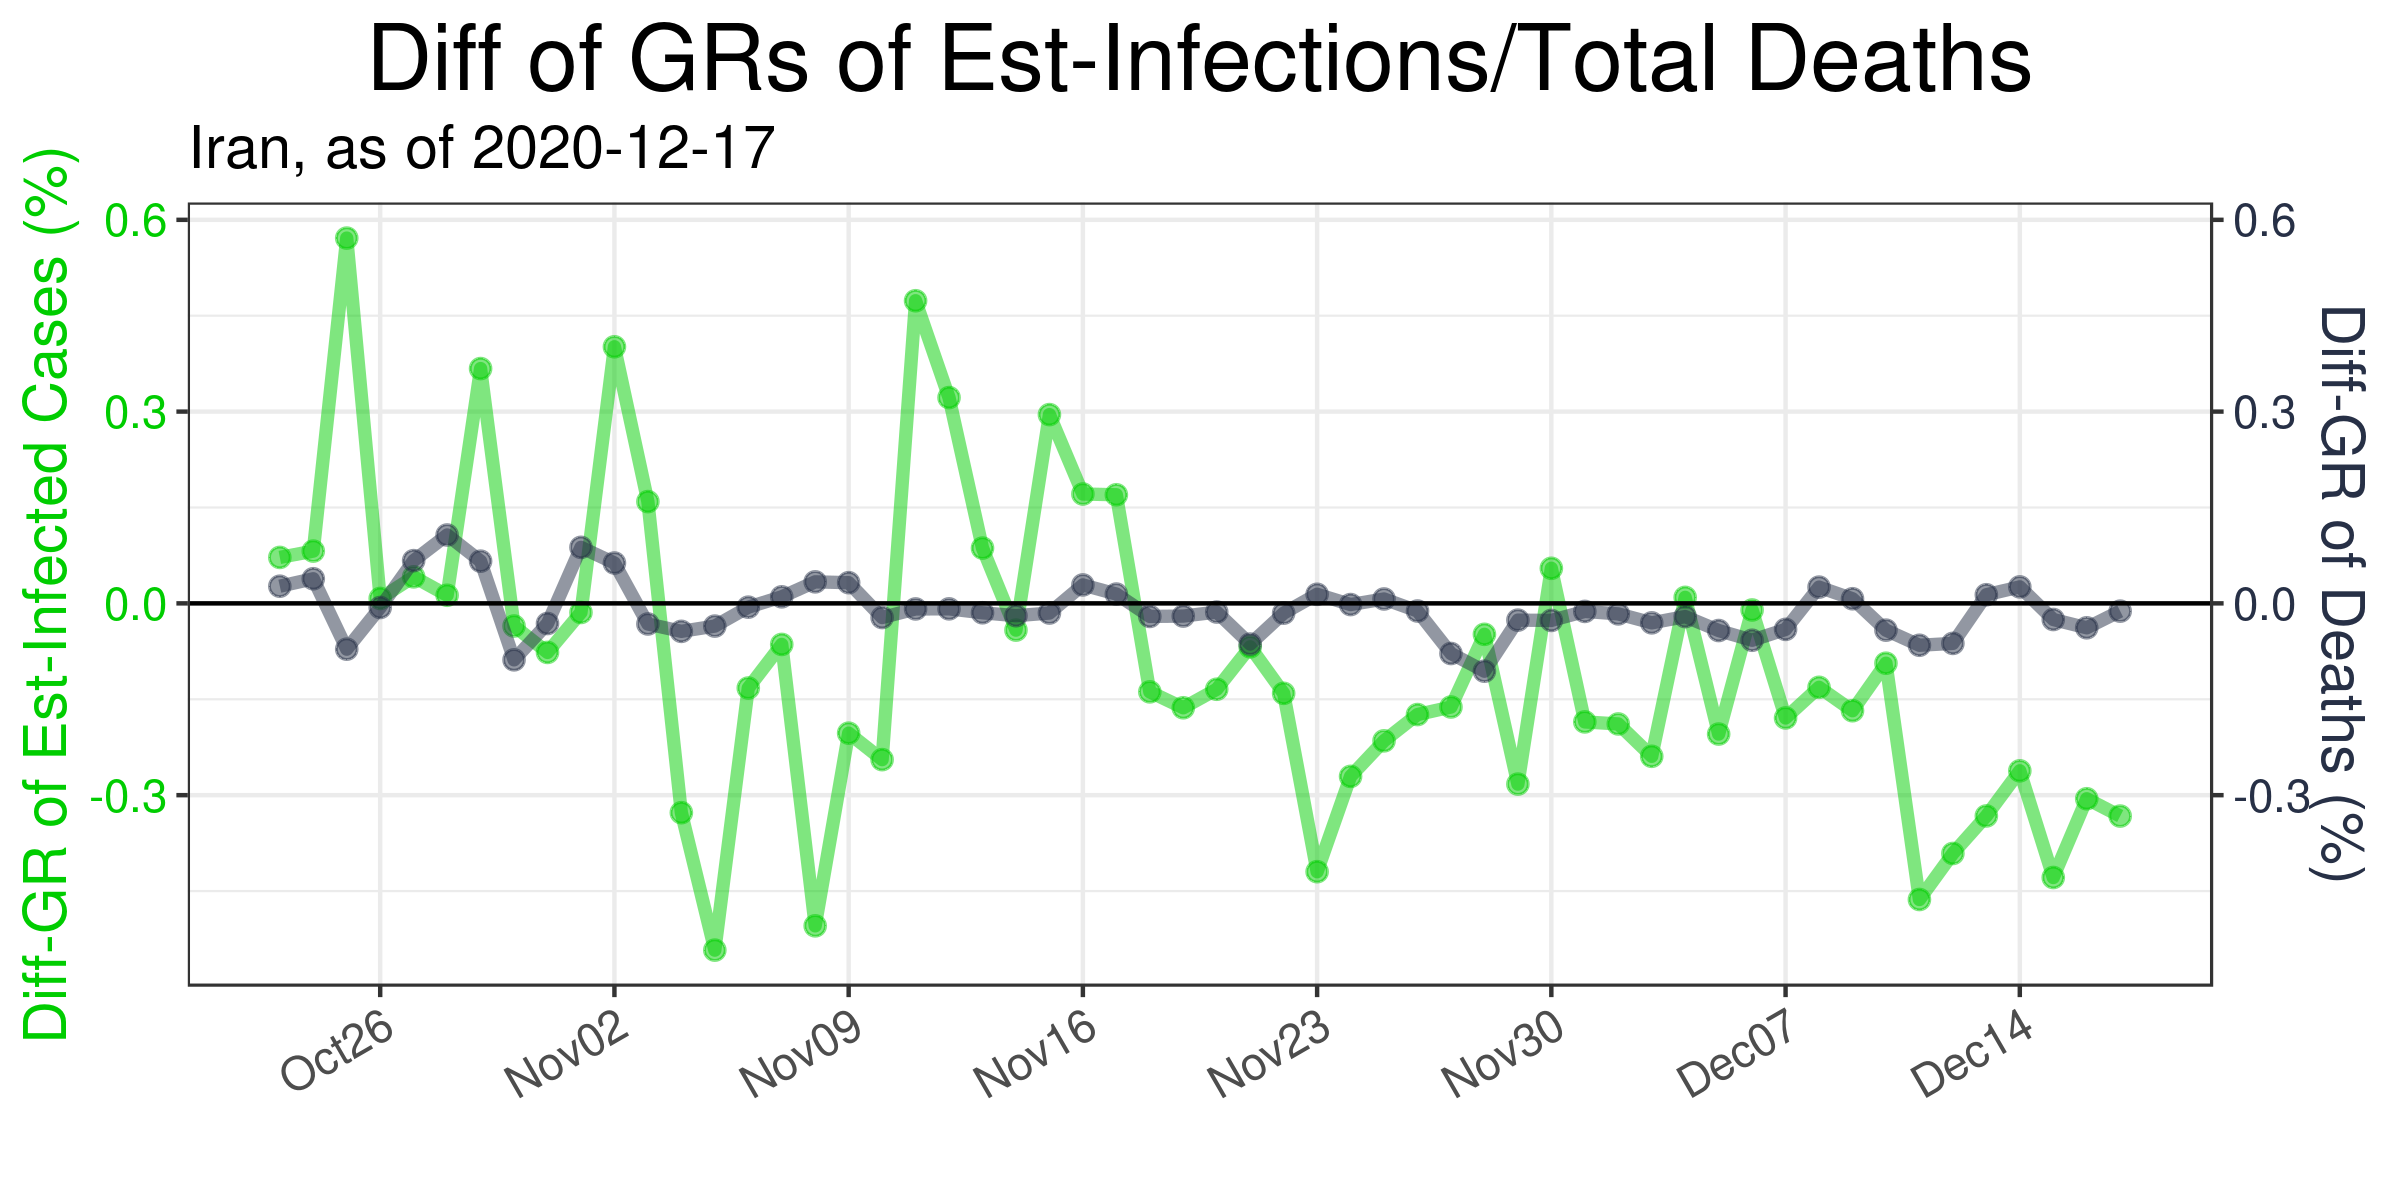 Diff of GRs of Est-Infections/Total Deaths
Iran, as of 2020-12-17
Diff-GR of Est-Infected Cases (%)
0.6
0.3
0.0
-0.3
0.6
0.3
0.0
-0.3
Diff-GR of Deaths (%)
Oct26
Nov02
Nov09
Nov16
Nov23
Nov30
Dec07
Dec14